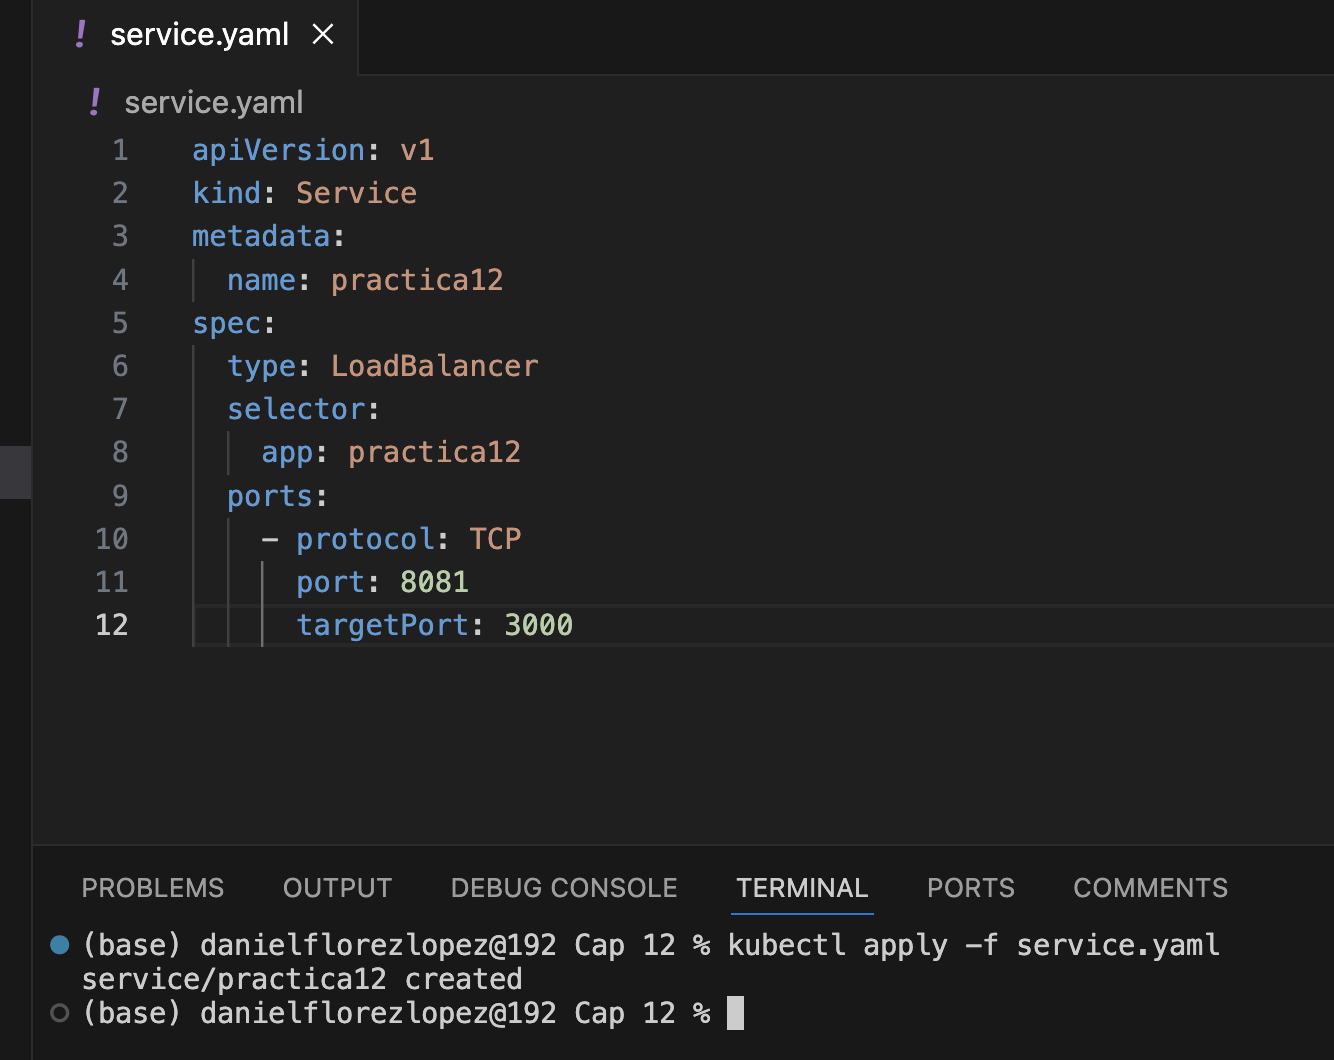 ! service.yaml ×
! service.yaml
1 apiVersion: v1
2 kind: Service
3 metadata:
4   name: practica12
5 spec:
6   type: LoadBalancer
7   selector:
8     app: practica12
9   ports:
10     - protocol: TCP
11       port: 8081
12       targetPort: 3000
PROBLEMS OUTPUT DEBUG CONSOLE TERMINAL PORTS COMMENTS
(base) danielflorezlopez@192 Cap 12 % kubectl apply -f service.yaml
service/practica12 created
(base) danielflorezlopez@192 Cap 12 %